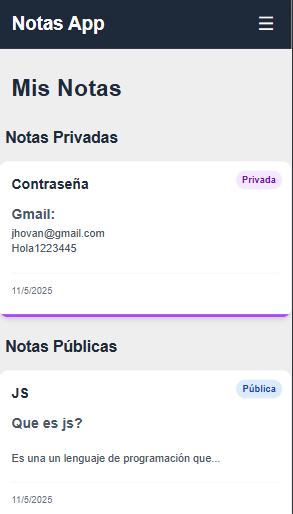 Notas App
☰
Mis Notas
Notas Privadas
Contraseña
Privada
Gmail:
jhovan@gmail.com
Hola1223445
11/5/2025
Notas Públicas
JS
Pública
Que es js?
Es una un lenguaje de programación que...
11/5/2025